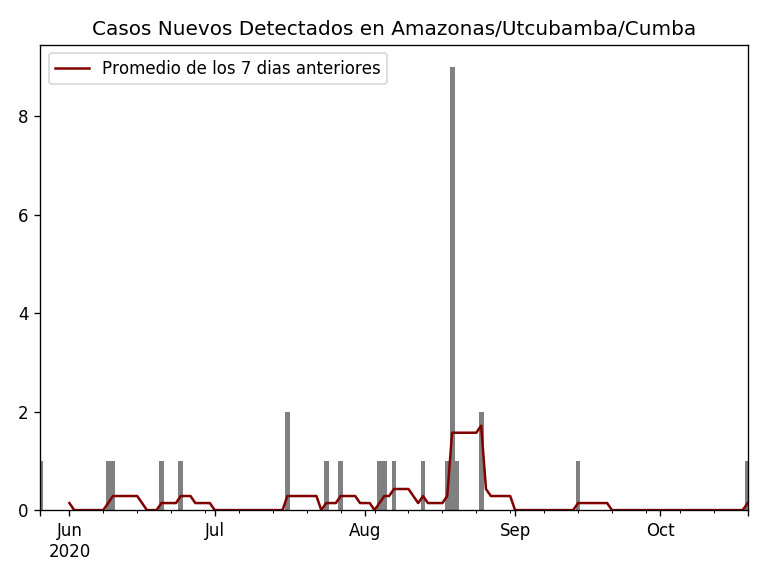 Casos Nuevos Detectados en Amazonas/Utcubamba/Cumba
Promedio de los 7 dias anteriores
8
6
4
2
0
Jun Jul Aug Sep Oct
2020